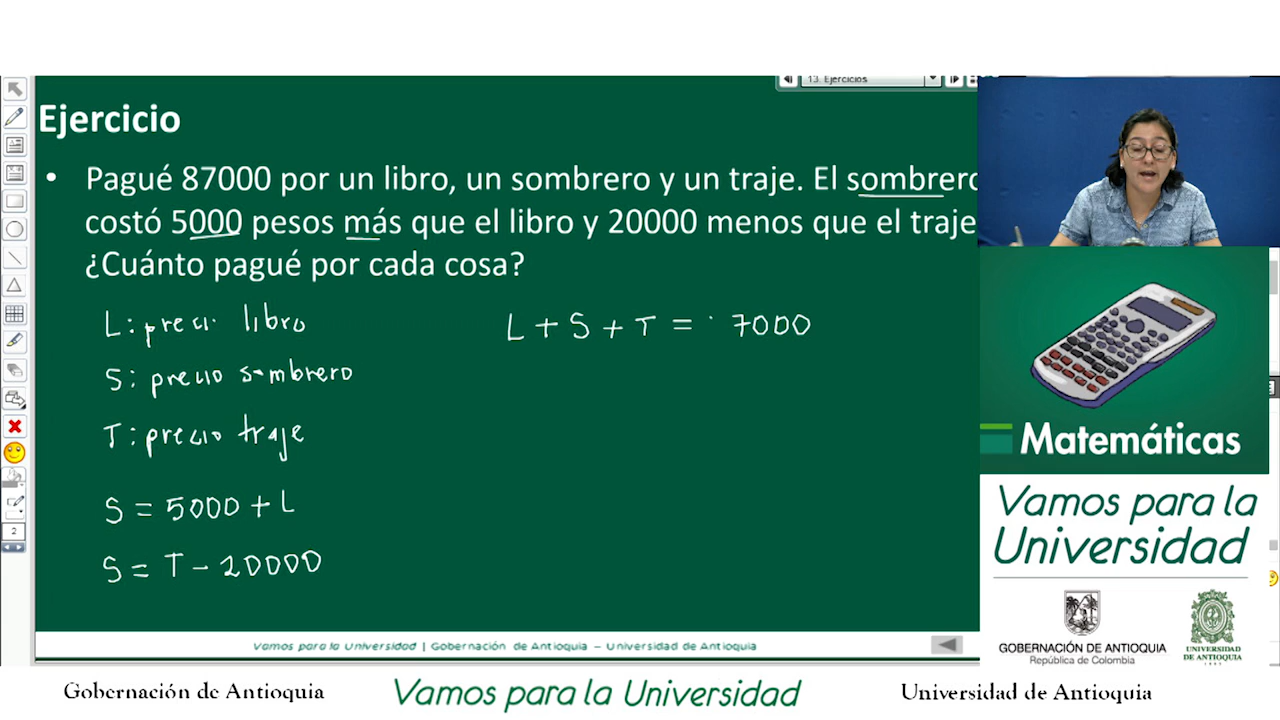 13. Ejercicios
Ejercicio
• Pagué 87000 por un libro, un sombrero y un traje. El sombrero
costó 5000 pesos más que el libro y 20000 menos que el traje
¿Cuánto pagué por cada cosa?
L: preci libro
L + S + T = 7000
S: precio sombrero
T: precio traje
S = 5000 + L
S = T - 20000
2
Vamos para la Universidad | Gobernación de Antioquia – Universidad de Antioquia
Matemáticas
Vamos para la
Universidad
GOBERNACIÓN DE ANTIOQUIA
República de Colombia
UNIVERSIDAD
DE ANTIOQUIA
1803
Gobernación de Antioquia
Vamos para la Universidad
Universidad de Antioquia